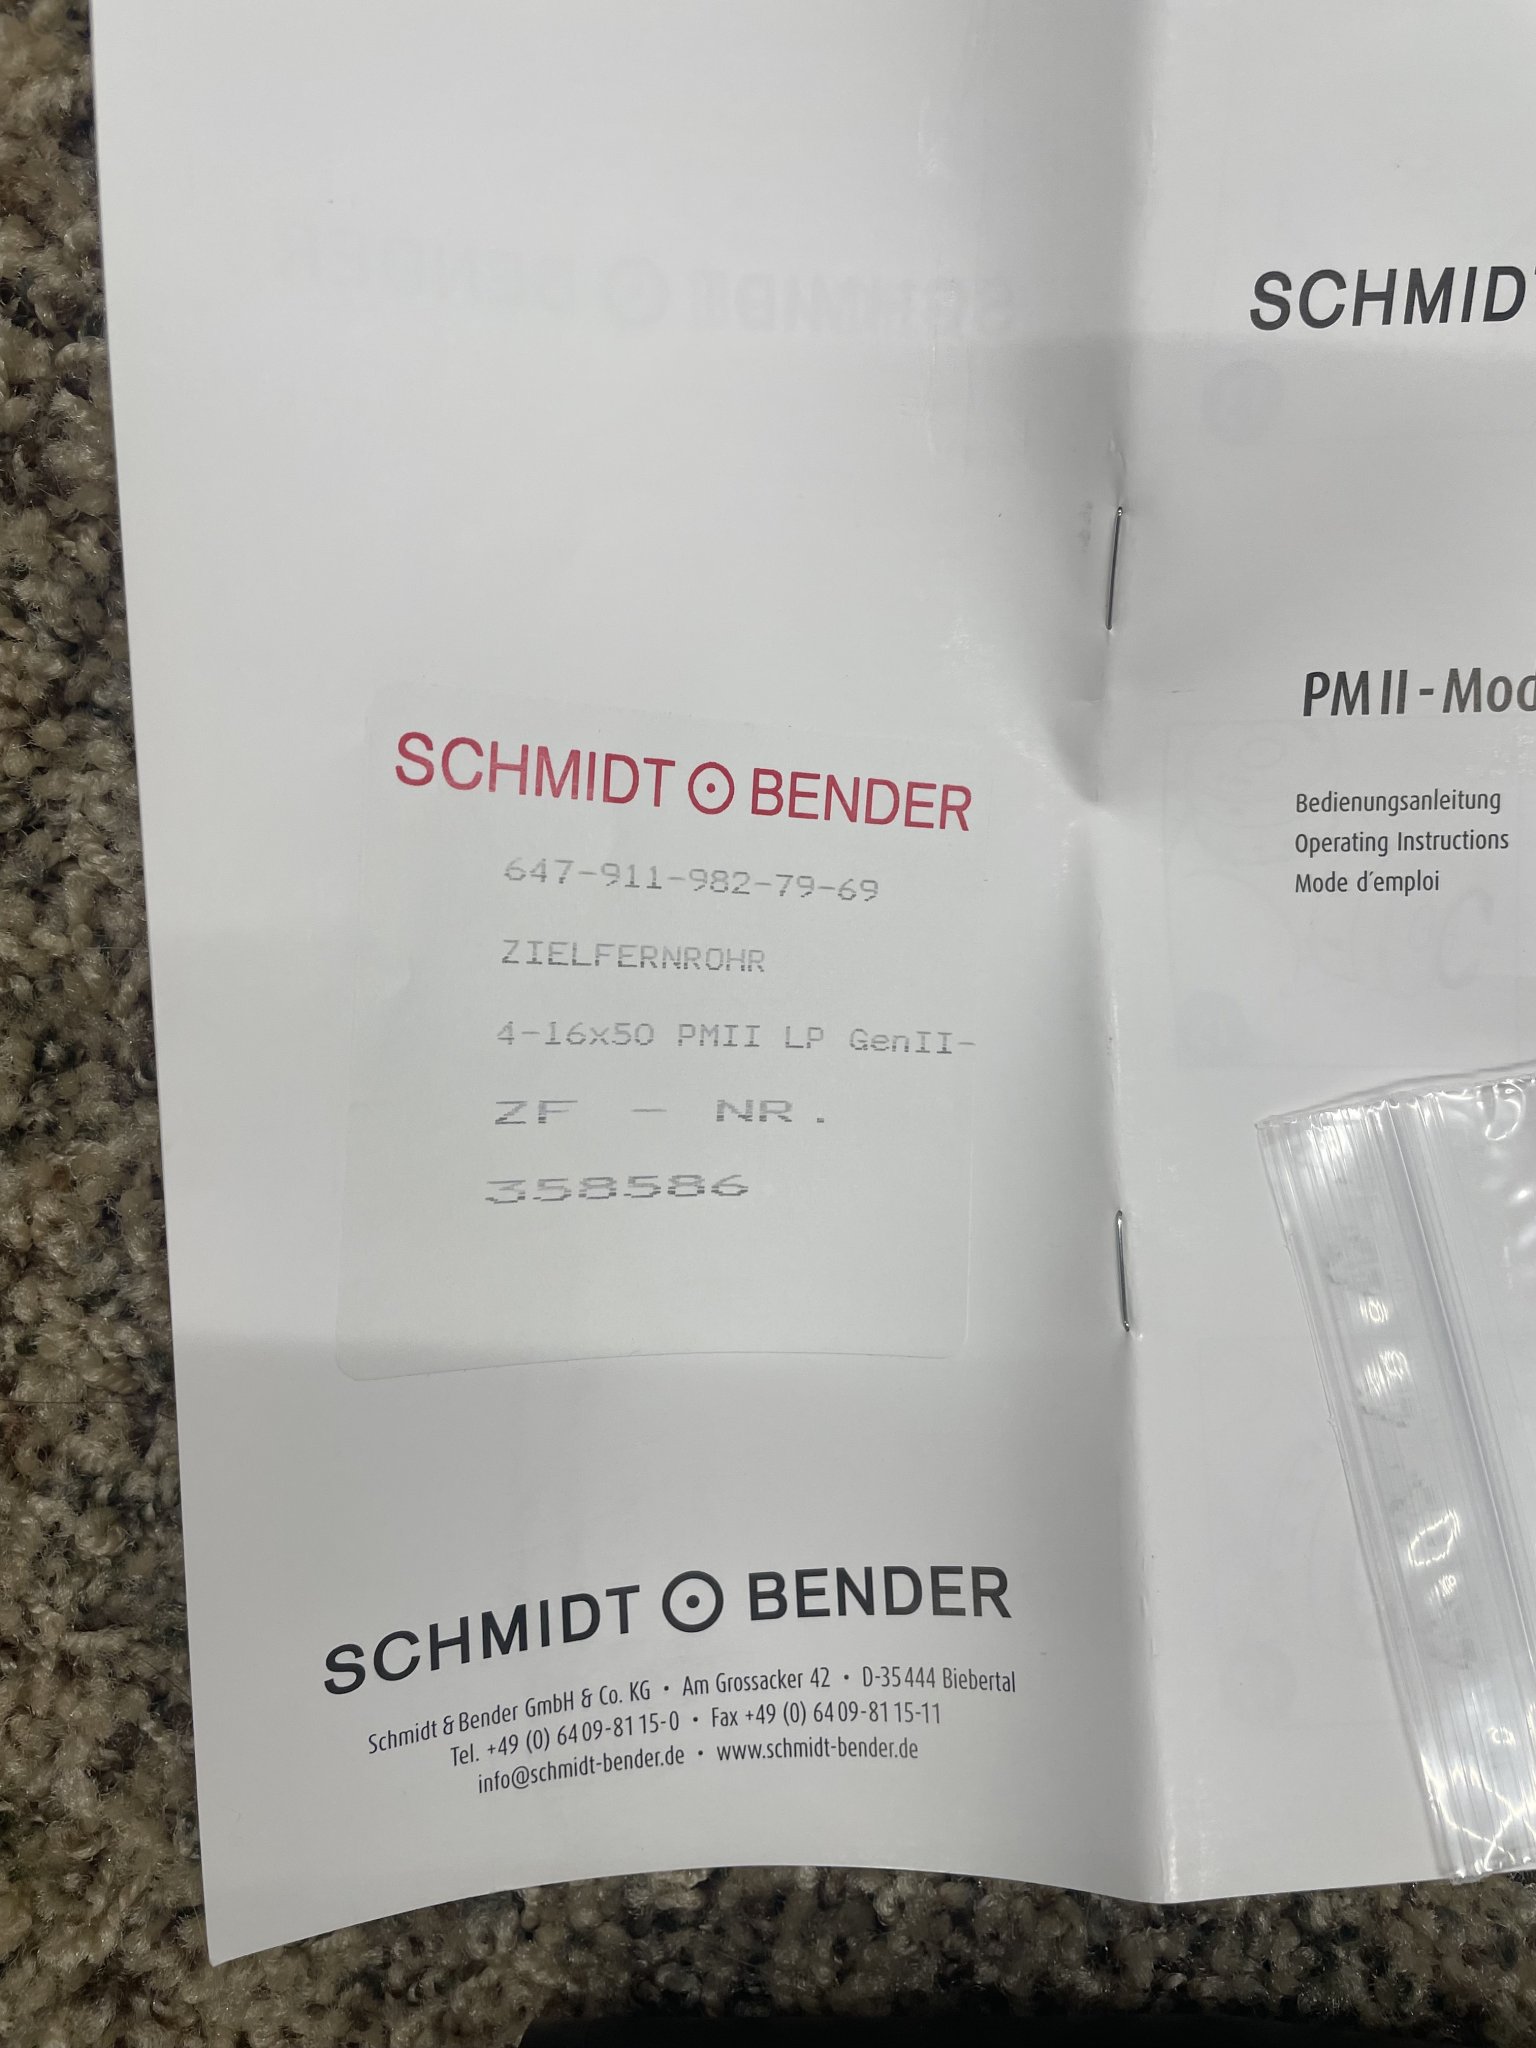 SCHMIDT BENDER
647-911-982-79-69
ZIELFERNROHR
4-16x50 PMII LP GenII-
ZF - NR.
358586
SCHMIDT BENDER
Schmidt & Bender GmbH & Co. KG • Am Grossacker 42 • D-35444 Biebertal
Tel. +49 (0) 6409-8115-0 • Fax +49 (0) 6409-8115-11
info@schmidt-bender.de • www.schmidt-bender.de
SCHMIDT
PM II - Mod
Bedienungsanleitung
Operating Instructions
Mode d´emploi